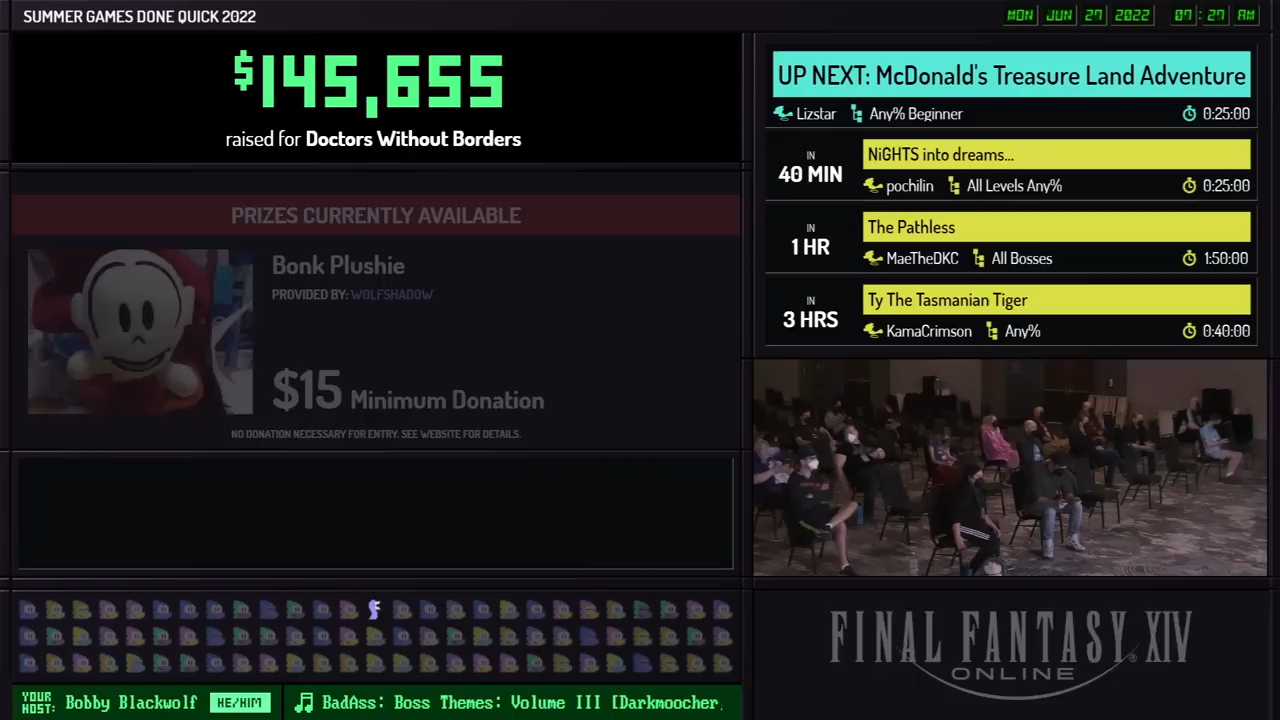 SUMMER GAMES DONE QUICK 2022
MON JUN 27 2022 07:27 AM
$145,655
raised for Doctors Without Borders
PRIZES CURRENTLY AVAILABLE
Bonk Plushie
PROVIDED BY: WOLFSHADOW
$15 Minimum Donation
NO DONATION NECESSARY FOR ENTRY. SEE WEBSITE FOR DETAILS.
UP NEXT: McDonald's Treasure Land Adventure
Lizstar Any% Beginner 0:25:00
IN
40 MIN
NiGHTS into dreams...
pochilin All Levels Any% 0:25:00
IN
1 HR
The Pathless
MaeTheDKC All Bosses 1:50:00
IN
3 HRS
Ty The Tasmanian Tiger
KamaCrimson Any% 0:40:00
FINAL FANTASY XIV
ONLINE
YOUR HOST: Bobby Blackwolf HE/HIM
BadAss: Boss Themes: Volume III [Darkmoocher,